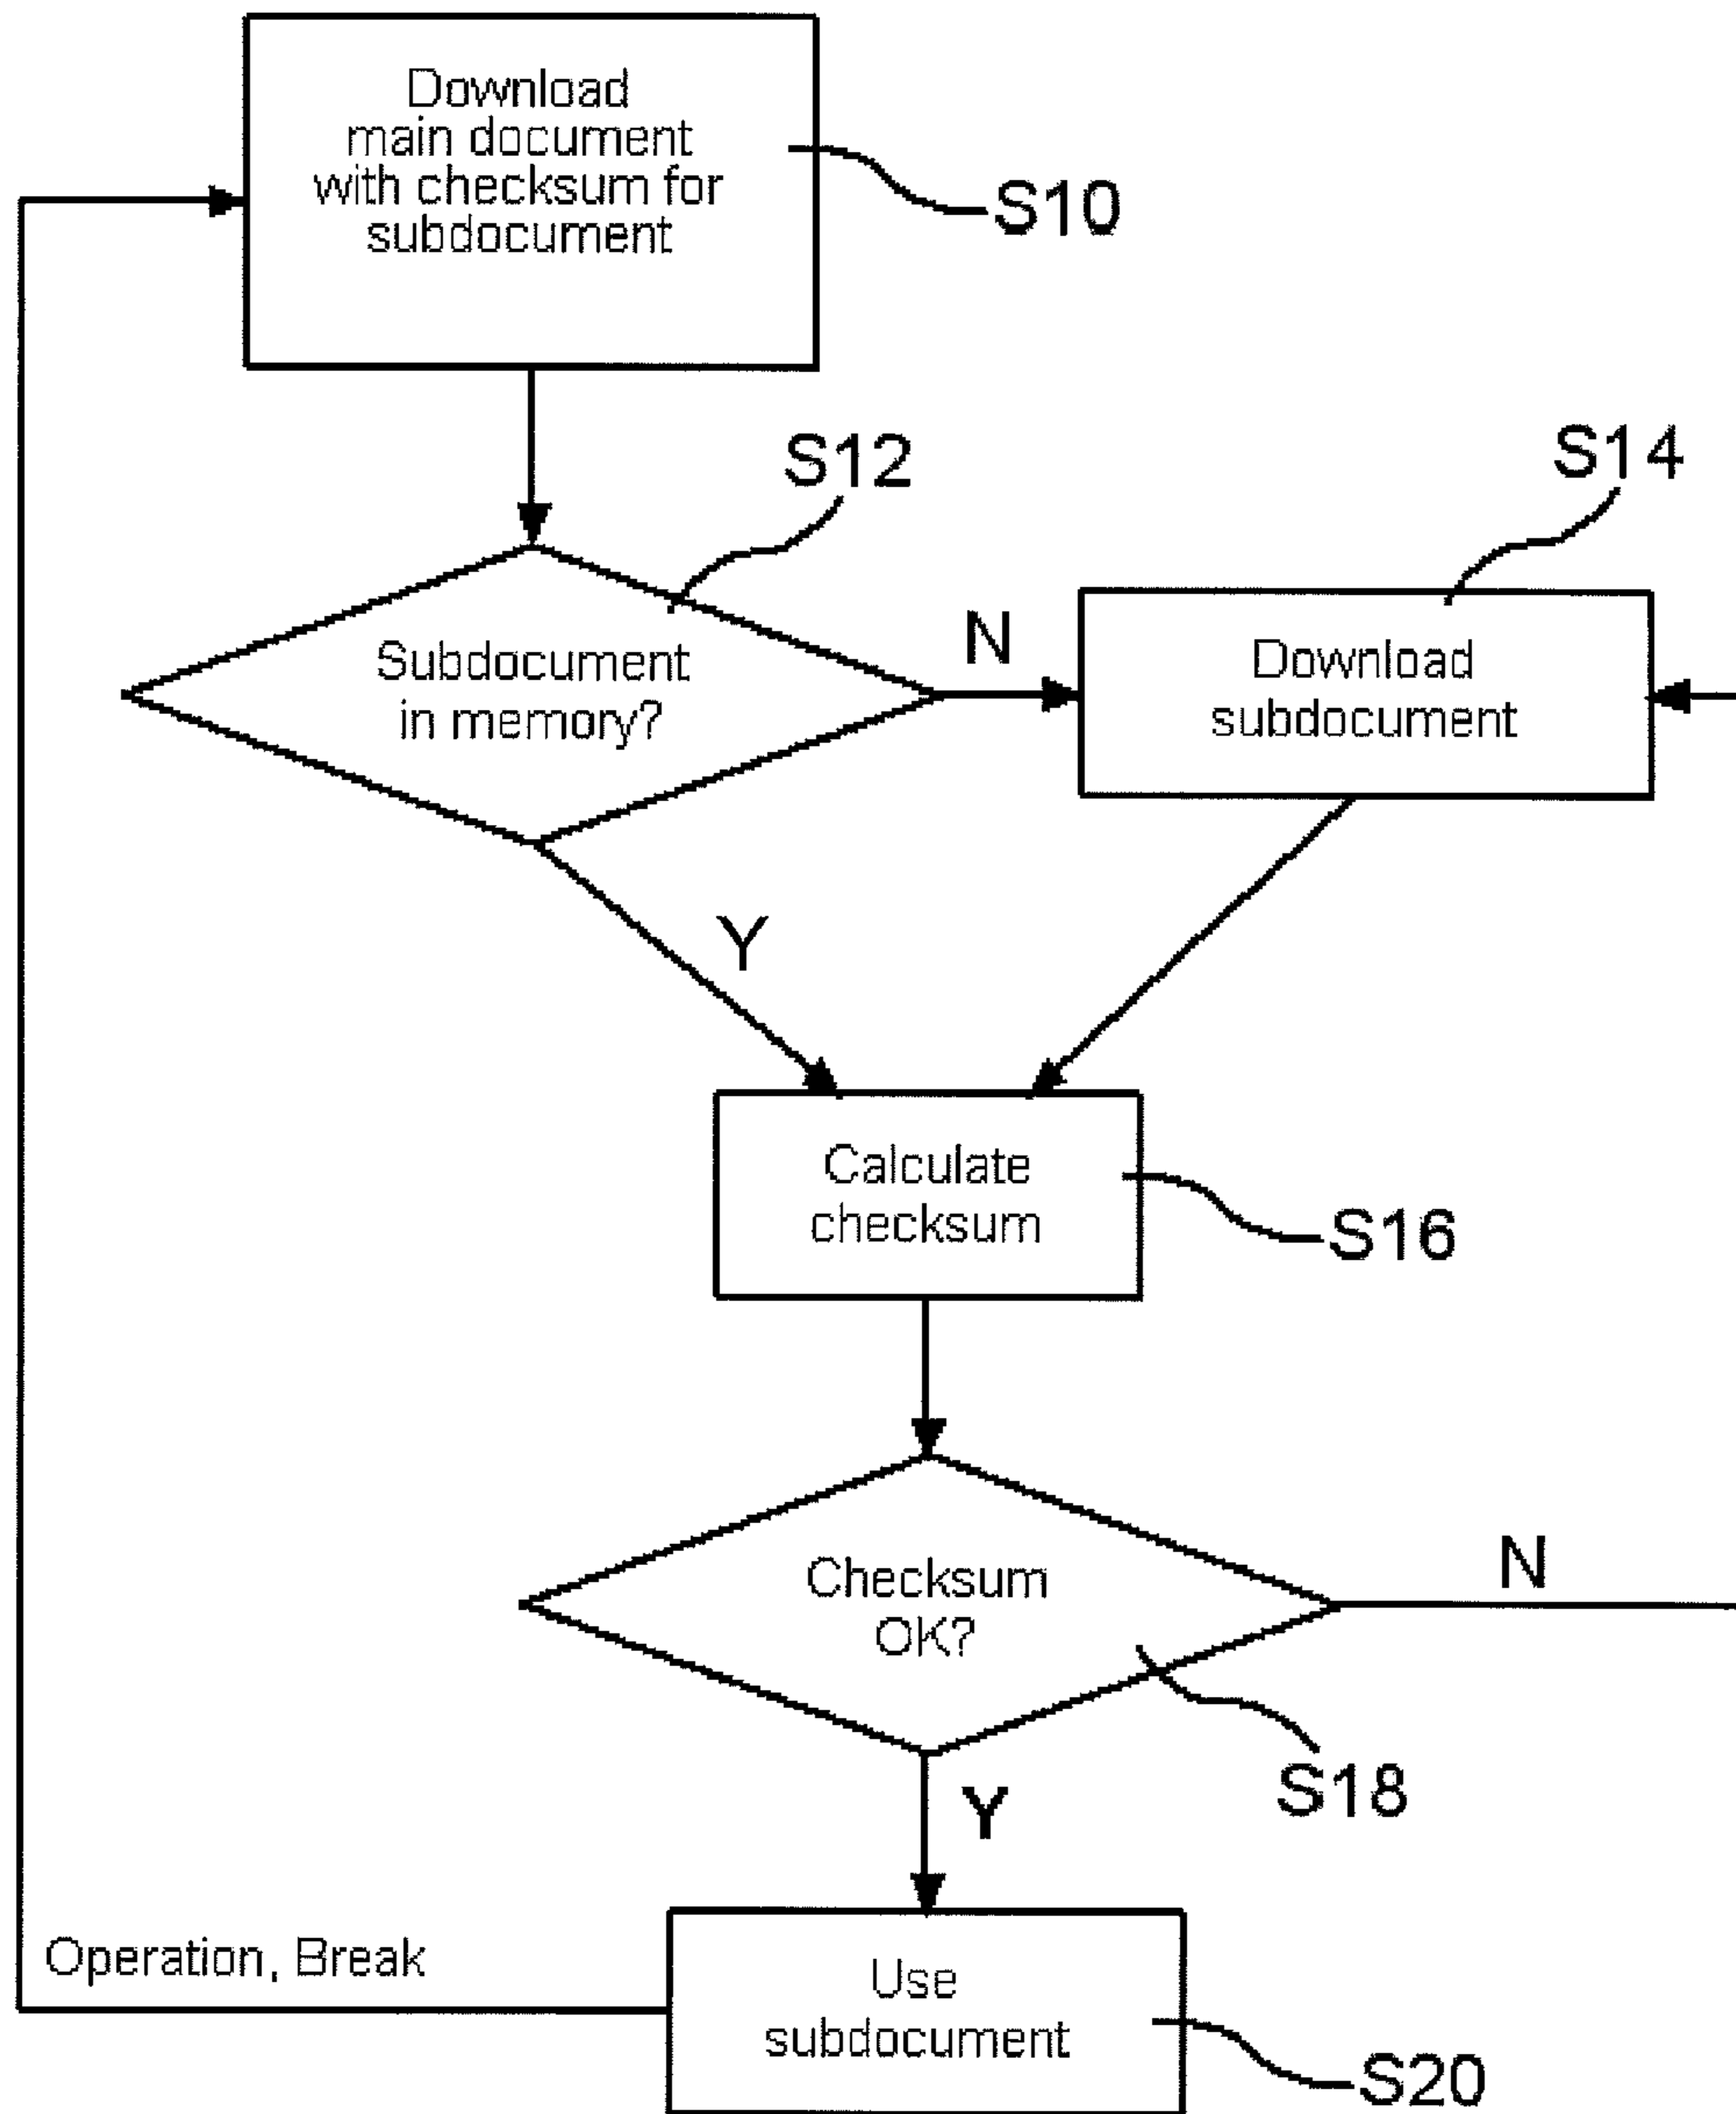 Download
main document
with checksum for
subdocument
S10
S12
S14
Subdocument
in memory?
N
Download
subdocument
Y
Calculate
checksum
S16
Checksum
OK?
N
S18
Y
Operation, Break
Use
subdocument
S20